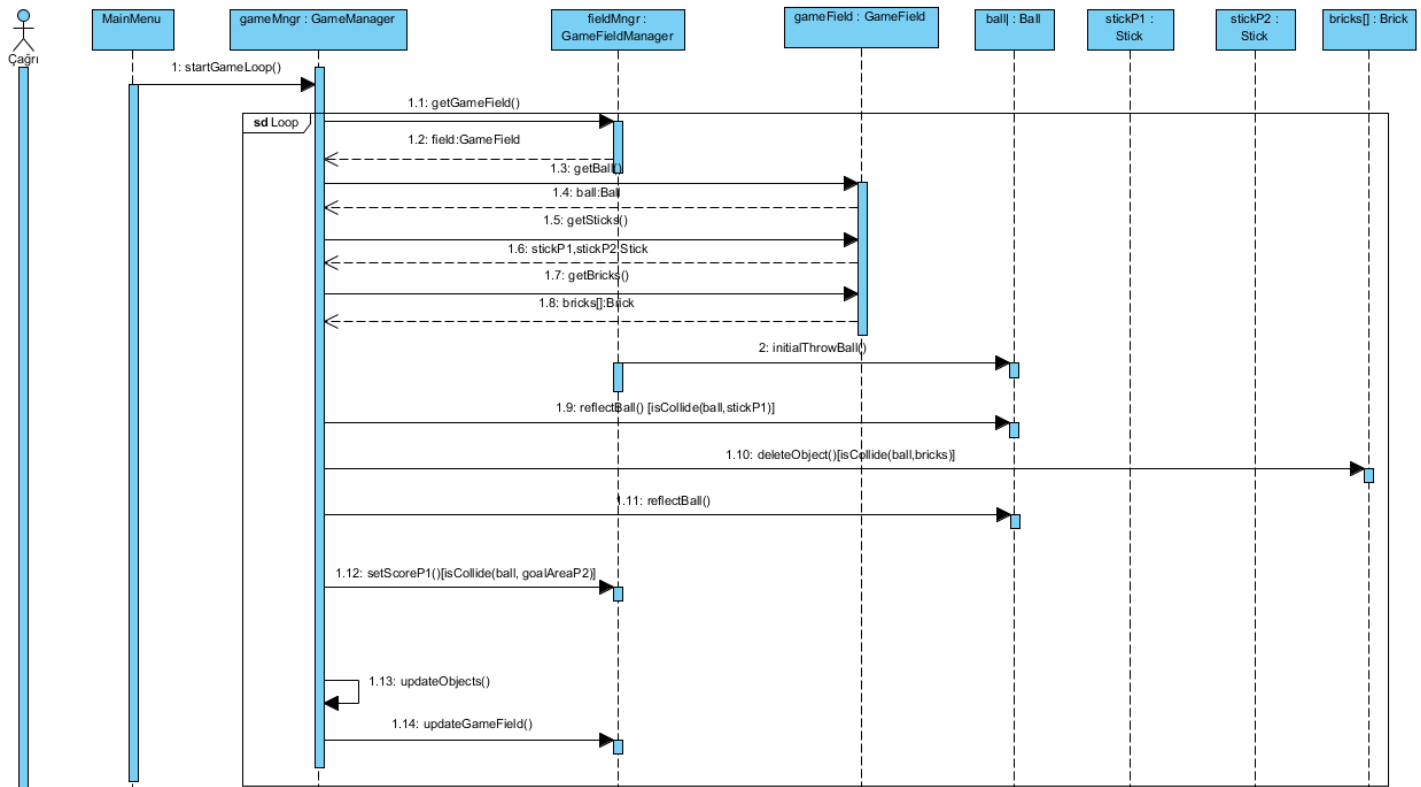 Çağrı
MainMenu
gameMngr : GameManager
fieldMngr :
GameFieldManager
gameField : GameField
ball| : Ball
stickP1 :
Stick
stickP2 :
Stick
bricks[] : Brick
1: startGameLoop()
sd Loop
1.1: getGameField()
1.2: field:GameField
1.3: getBall()
1.4: ball:Ball
1.5: getSticks()
1.6: stickP1,stickP2:Stick
1.7: getBricks()
1.8: bricks[]:Brick
2: initialThrowBall()
1.9: reflectBall() [isCollide(ball,stickP1)]
1.10: deleteObject()[isCollide(ball,bricks)]
1.11: reflectBall()
1.12: setScoreP1()[isCollide(ball, goalAreaP2)]
1.13: updateObjects()
1.14: updateGameField()